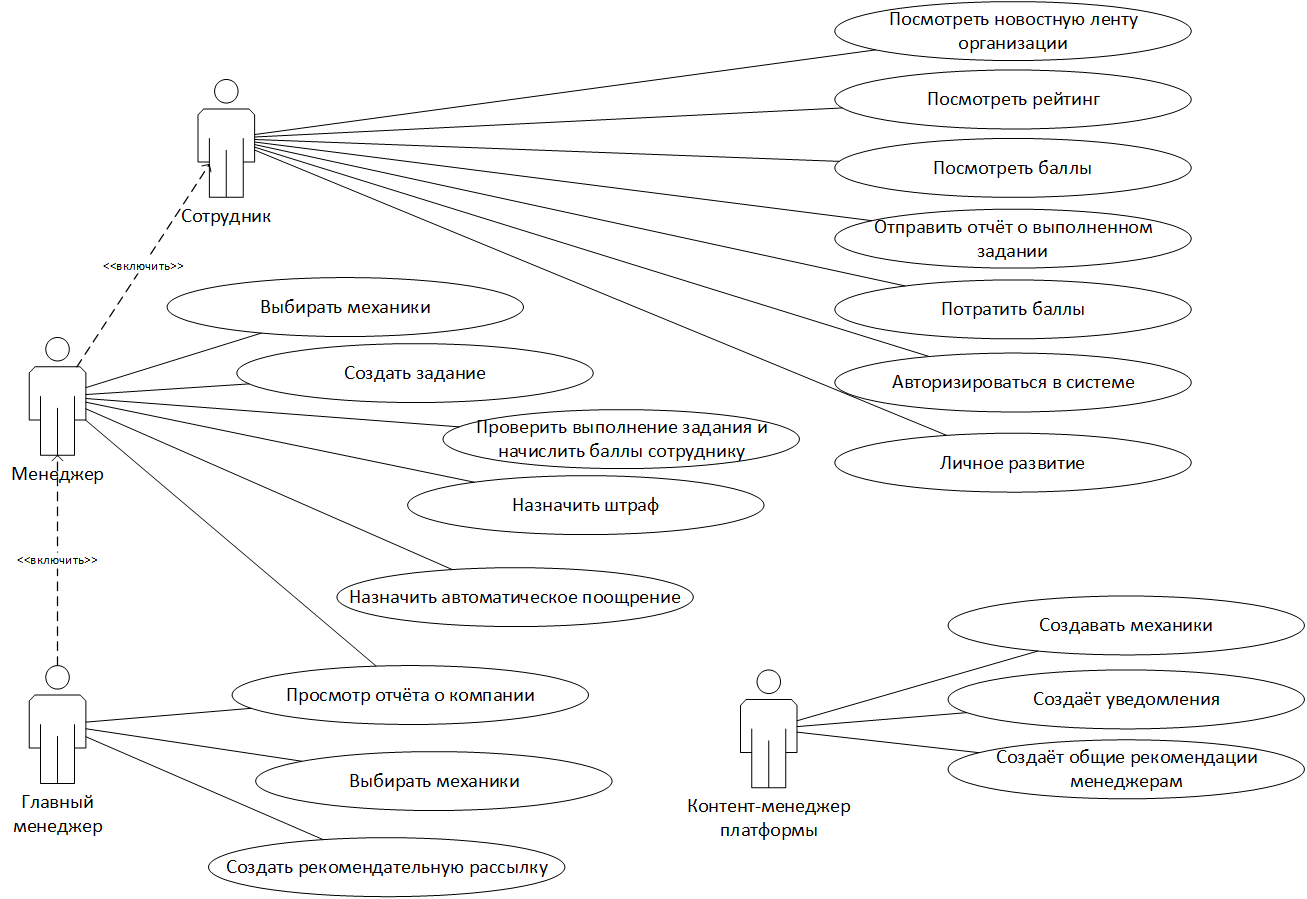 Посмотреть новостную ленту
организации
Посмотреть рейтинг
Посмотреть баллы
Сотрудник
Отправить отчёт о выполненном
задании
<<включить>>
Выбирать механики
Потратить баллы
Создать задание
Авторизироваться в системе
Проверить выполнение задания и
начислить баллы сотруднику
Личное развитие
Менеджер
Назначить штраф
<<включить>>
Назначить автоматическое поощрение
Создавать механики
Просмотр отчёта о компании
Создаёт уведомления
Создаёт общие рекомендации
менеджерам
Выбирать механики
Главный
менеджер
Контент-менеджер
платформы
Создать рекомендательную рассылку